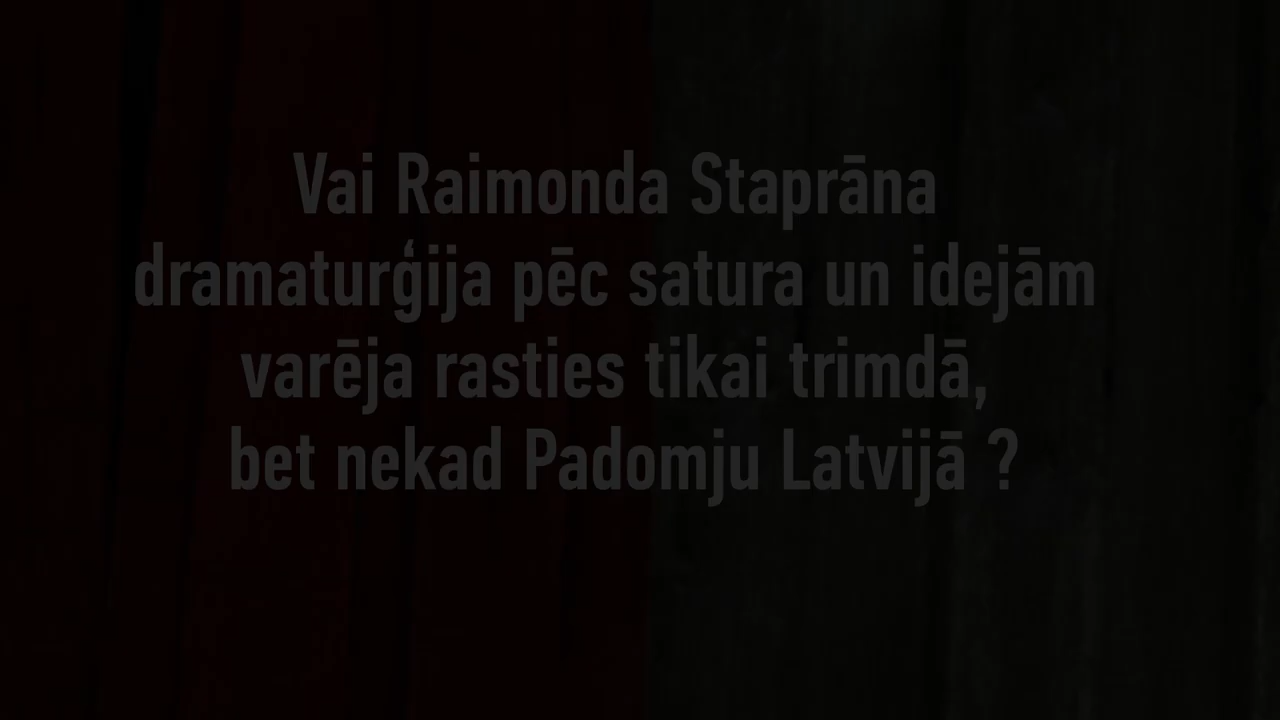 Vai Raimonda Staprāna
dramaturģija pēc satura un idejām
varēja rasties tikai trimdā,
bet nekad Padomju Latvijā ?